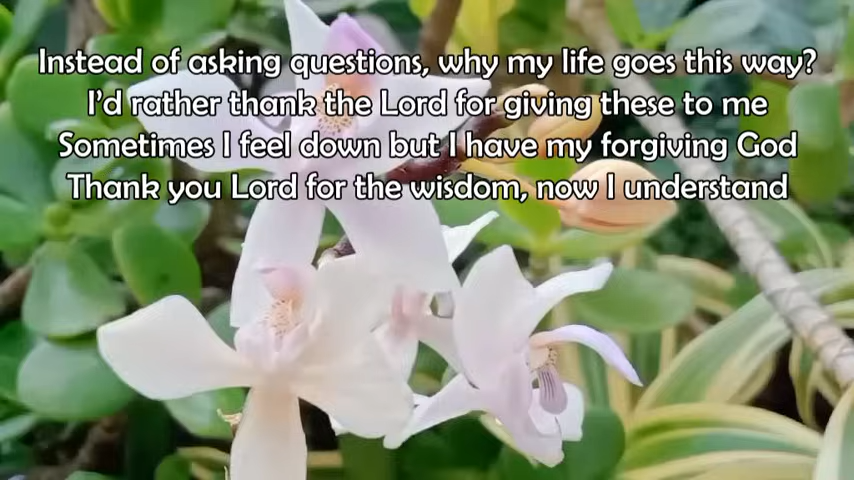 Instead of asking questions, why my life goes this way?
I'd rather thank the Lord for giving these to me
Sometimes I feel down but I have my forgiving God
Thank you Lord for the wisdom, now I understand